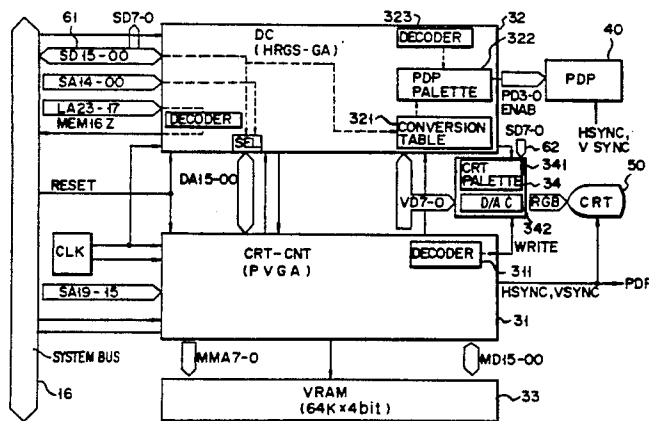 61
SD7-0
323
32
DC
(HRGS-GA)
DECODER
322
40
SD15-00
SA14-00
PDP
PALETTE
PDP
PD3-0
ENAB
LA23-17
DECODER
MEM16Z
321
CONVERSION
TABLE
SEL
SD7-0
HSYNC,
VSYNC
62
341
CRT
PALETTE
34
50
RESET
DA15-00
VD7-0
D/A C
RGB
CRT
342
WRITE
CLK
CRT-CNT
(PVGA)
DECODER
311
SA19-15
HSYNC,VSYNC
PDP
31
SYSTEM BUS
MMA7-0
MD15-00
16
VRAM
(64K×4bit)
33